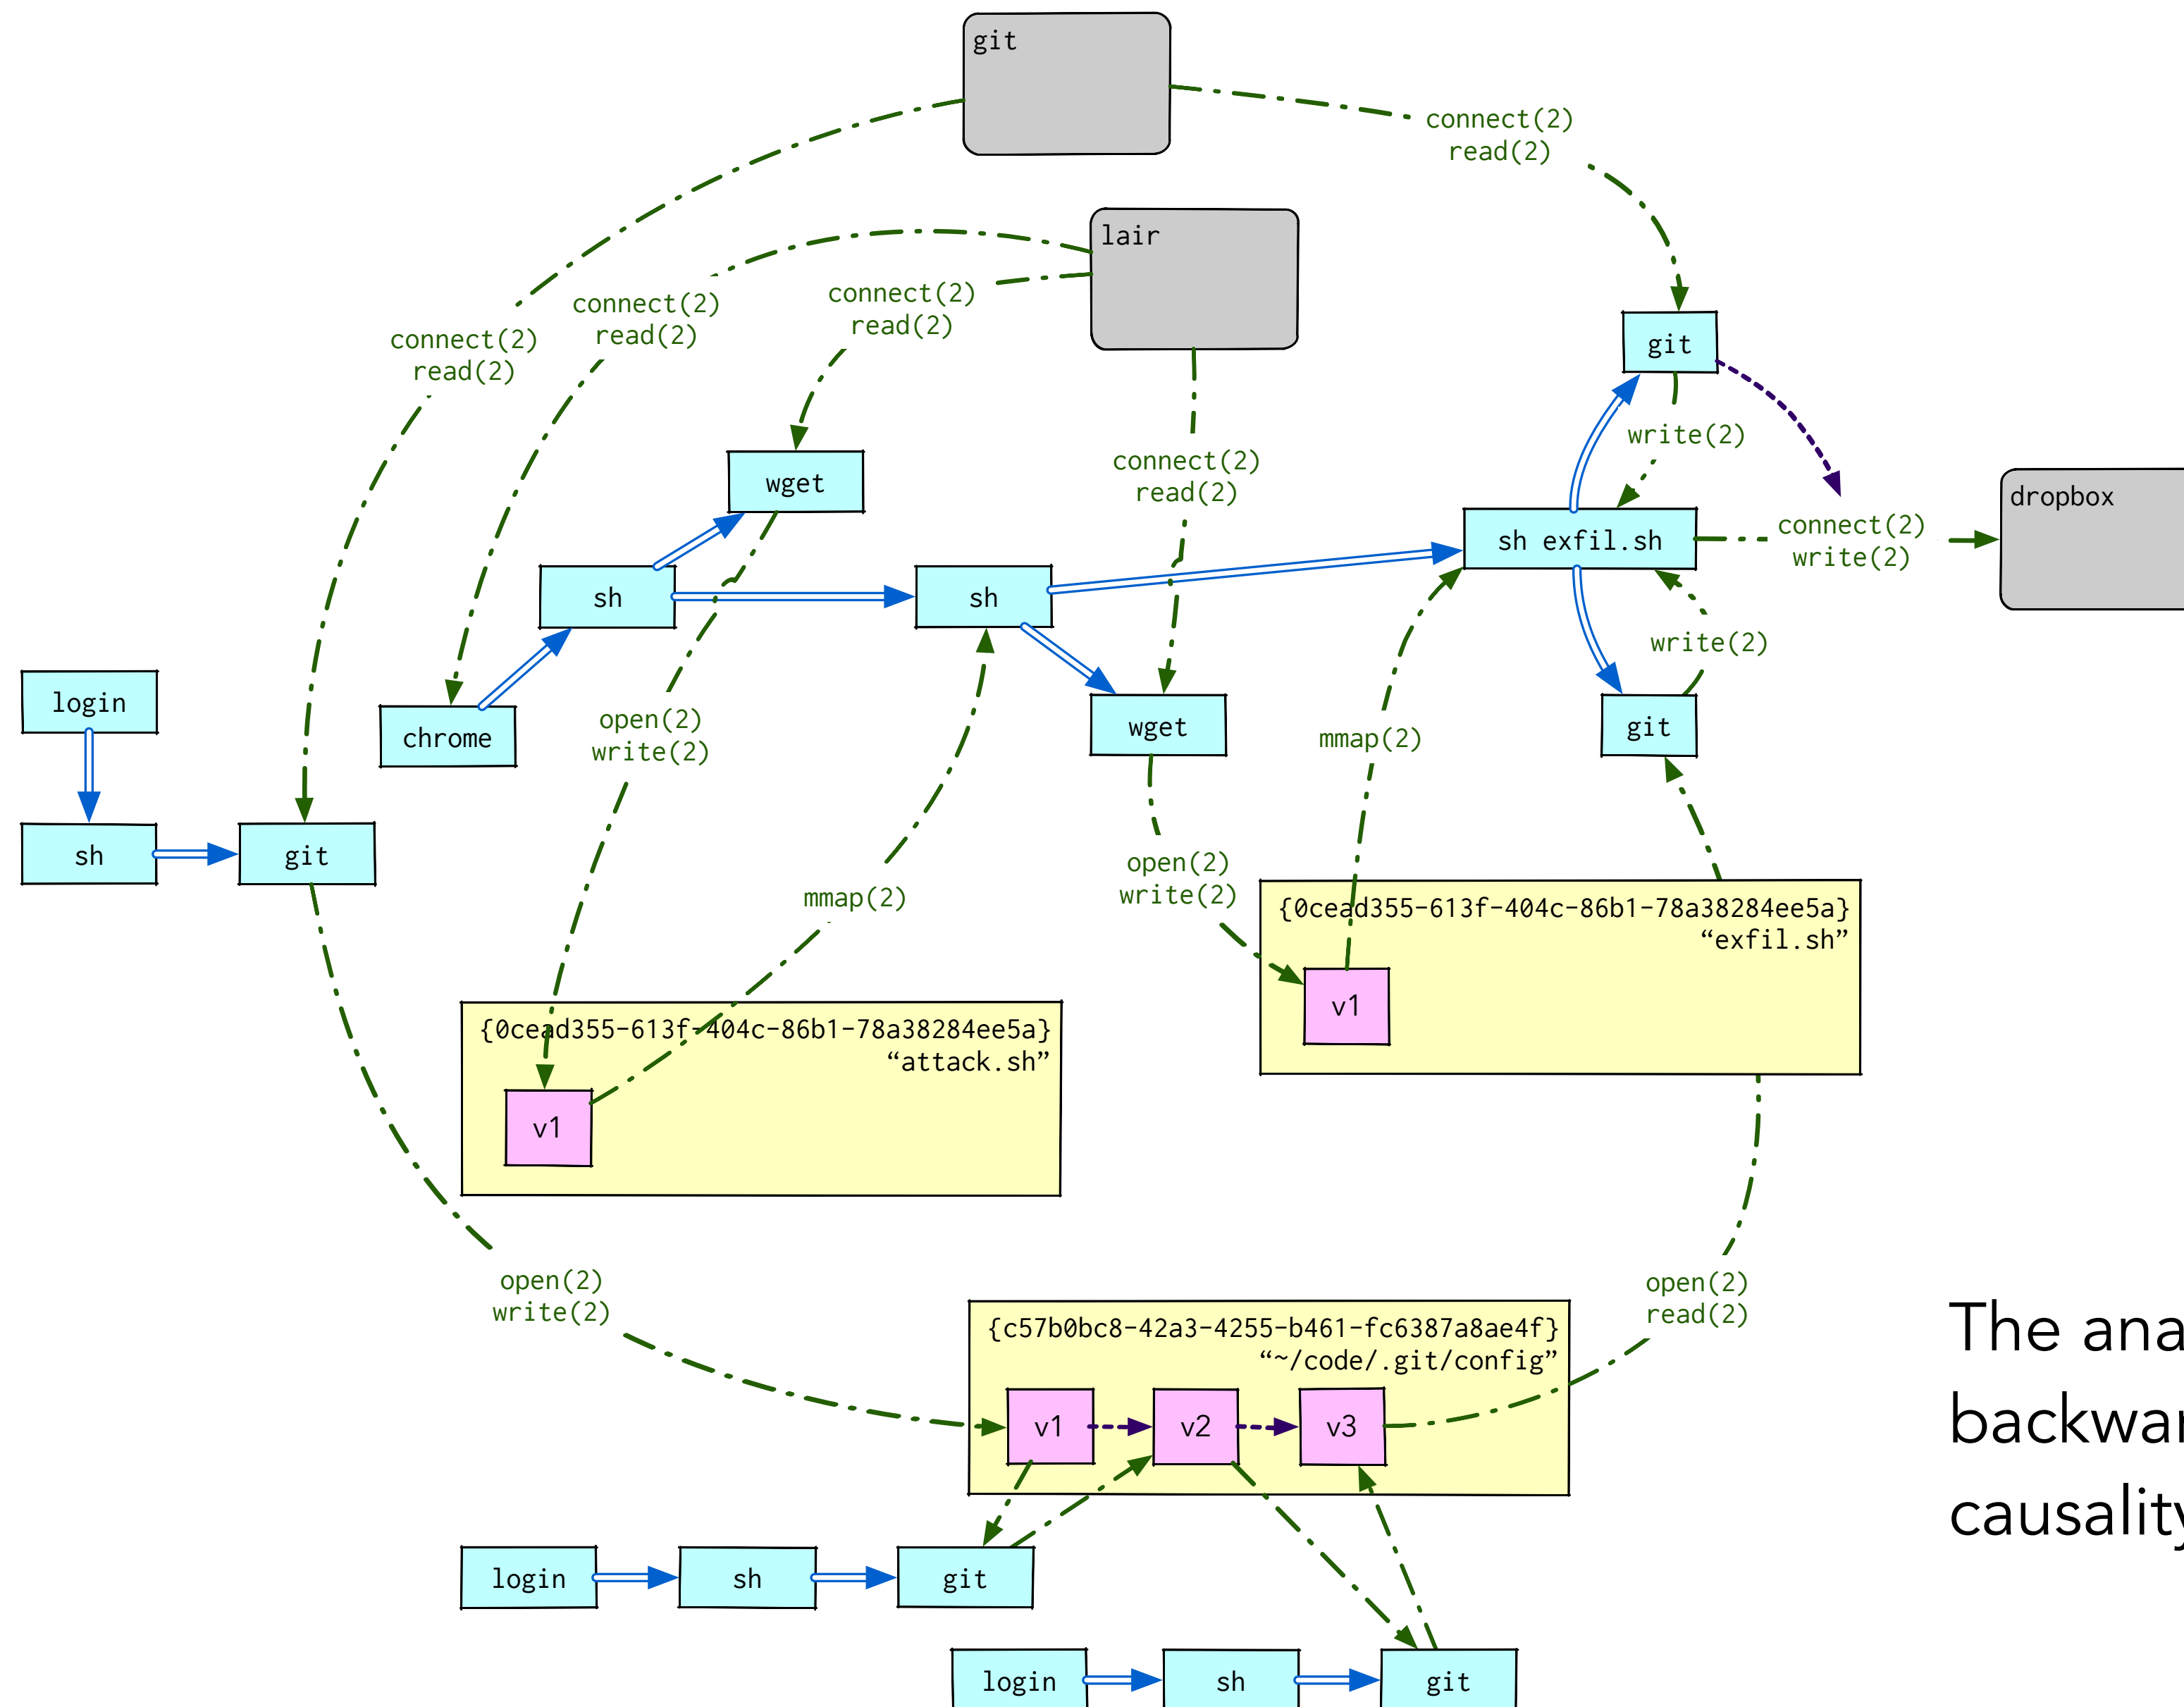 git
connect(2)
read(2)
lair
connect(2)
read(2)
connect(2)
read(2)
connect(2)
read(2)
git
write(2)
connect(2)
read(2)
wget
dropbox
sh exfil.sh
connect(2)
write(2)
sh
sh
write(2)
login
chrome
open(2)
write(2)
wget
mmap(2)
git
sh
git
mmap(2)
open(2)
write(2)
{0cead355-613f-404c-86b1-78a38284ee5a}
“exfil.sh”
v1
{0cead355-613f-404c-86b1-78a38284ee5a}
“attack.sh”
v1
open(2)
write(2)
open(2)
read(2)
{c57b0bc8-42a3-4255-b461-fc6387a8ae4f}
“~/code/.git/config”
v1
v2
v3
The ana
backwar
causality
login
sh
git
login
sh
git